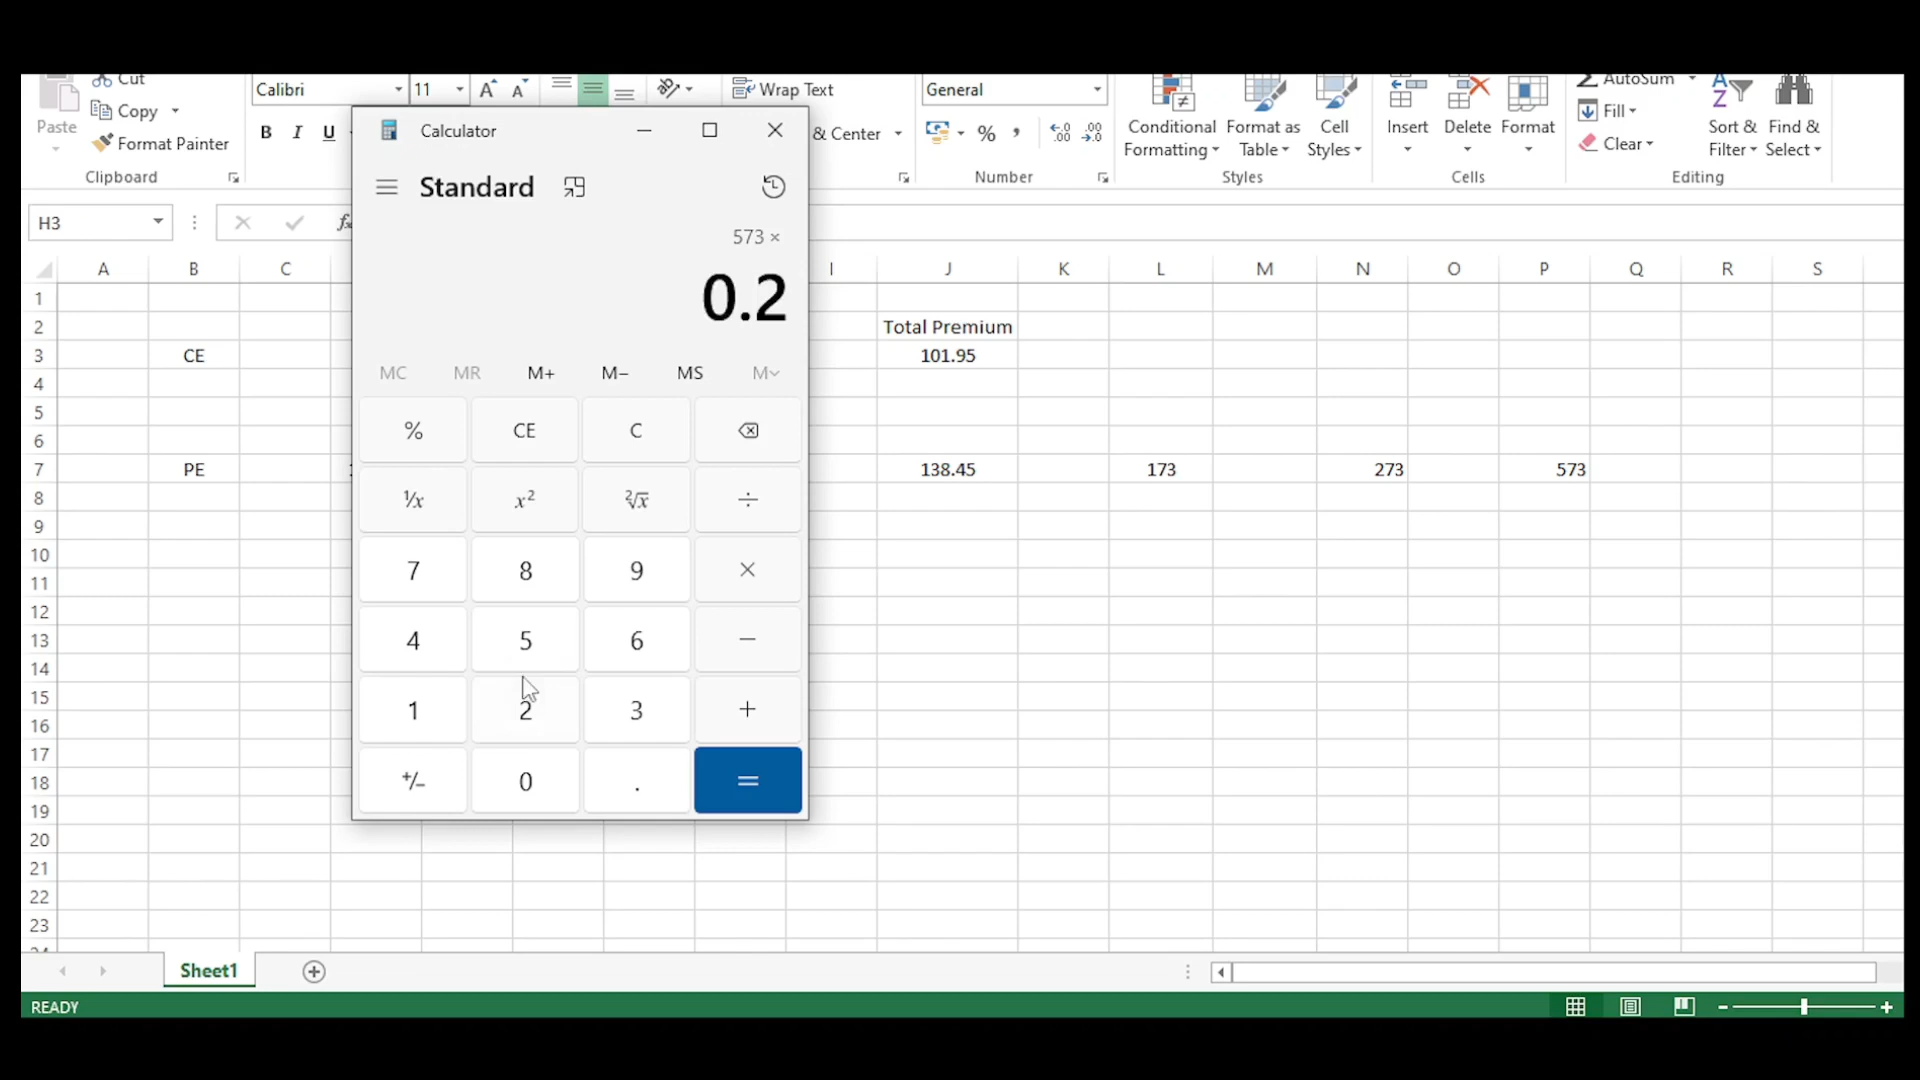 Cut
Calibri 11 Wrap Text General AutoSum
Copy Fill
Paste B I U & Center % , Conditional Format as Cell Insert Delete Format Sort & Find &
Format Painter Formatting Table Styles Clear Filter Select
Clipboard Number Styles Cells Editing
Calculator
Standard
H3
573 ×
0.2
MC MR M+ M− MS M
% CE C
¹/x x² ²√x ÷
7 8 9 ×
4 5 6 −
1 2 3 +
+/− 0 . =
A B C I J K L M N O P Q R S
1
2 Total Premium
3 CE 101.95
4
5
6
7 PE 138.45 173 273 573
8
9
10
11
12
13
14
15
16
17
18
19
20
21
22
23
Sheet1
READY